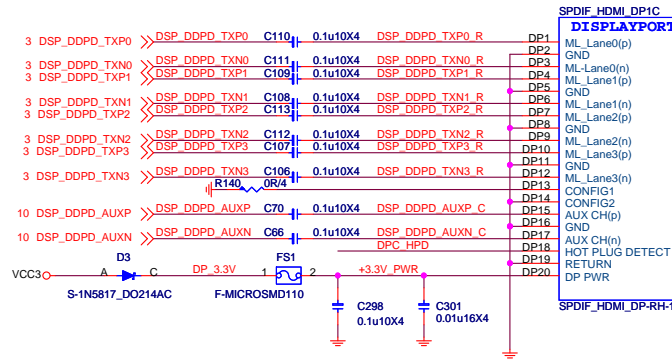 SPDIF_HDMI_DP1C
DISPLAYPORT
3 DSP_DDPD_TXP0 DSP_DDPD_TXP0 C110 0.1u10X4 DSP_DDPD_TXP0_R DP1 ML_Lane0(p)
DP2 GND
3 DSP_DDPD_TXN0 DSP_DDPD_TXN0 C111 0.1u10X4 DSP_DDPD_TXN0_R DP3 ML-Lane0(n)
3 DSP_DDPD_TXP1 DSP_DDPD_TXP1 C109 0.1u10X4 DSP_DDPD_TXP1_R DP4 ML_Lane1(p)
DP5 GND
3 DSP_DDPD_TXN1 DSP_DDPD_TXN1 C108 0.1u10X4 DSP_DDPD_TXN1_R DP6 ML_Lane1(n)
3 DSP_DDPD_TXP2 DSP_DDPD_TXP2 C113 0.1u10X4 DSP_DDPD_TXP2_R DP7 ML_Lane2(p)
DP8 GND
3 DSP_DDPD_TXN2 DSP_DDPD_TXN2 C112 0.1u10X4 DSP_DDPD_TXN2_R DP9 ML_Lane2(n)
3 DSP_DDPD_TXP3 DSP_DDPD_TXP3 C107 0.1u10X4 DSP_DDPD_TXP3_R DP10 ML_Lane3(p)
DP11 GND
3 DSP_DDPD_TXN3 DSP_DDPD_TXN3 C106 0.1u10X4 DSP_DDPD_TXN3_R DP12 ML_Lane3(n)
R140 0R/4 DP13 CONFIG1
DP14 CONFIG2
10 DSP_DDPD_AUXP DSP_DDPD_AUXP C70 0.1u10X4 DSP_DDPD_AUXP_C DP15 AUX CH(p)
DP16 GND
10 DSP_DDPD_AUXN DSP_DDPD_AUXN C66 0.1u10X4 DSP_DDPD_AUXN_C DP17 AUX CH(n)
DPC_HPD DP18 HOT PLUG DETECT
DP19 RETURN
D3 FS1
VCC3 A C DP_3.3V 1 2 +3.3V_PWR DP20 DP PWR
S-1N5817_DO214AC F-MICROSMD110 SPDIF_HDMI_DP-RH-1
C298 C301
0.1u10X4 0.01u16X4